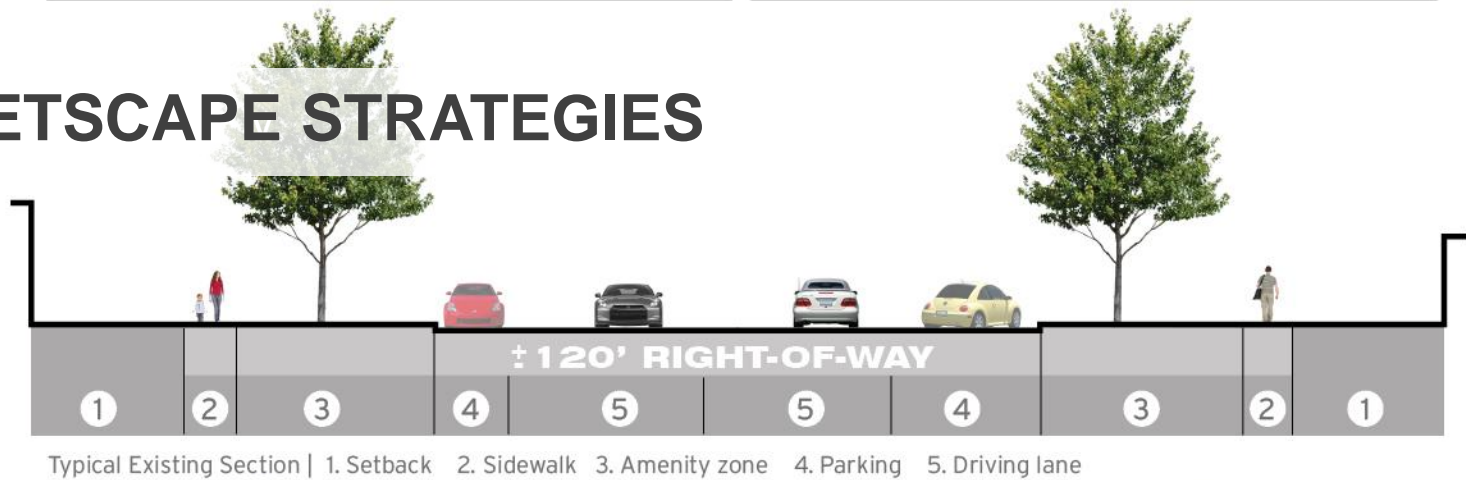 ETSCAPE STRATEGIES
±120' RIGHT-OF-WAY
1 2 3 4 5 5 4 3 2 1
Typical Existing Section | 1. Setback 2. Sidewalk 3. Amenity zone 4. Parking 5. Driving lane